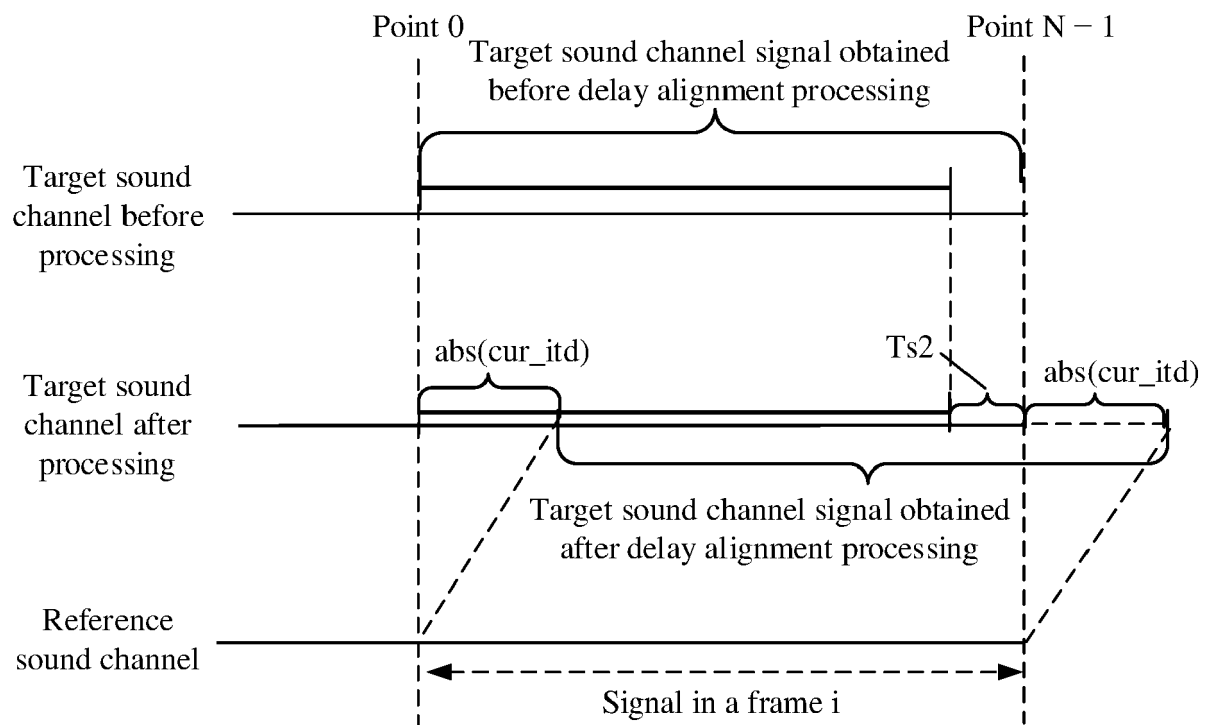 Point 0
Point N − 1
Target sound channel signal obtained
before delay alignment processing
Target sound
channel before
processing
abs(cur_itd)
Ts2
abs(cur_itd)
Target sound
channel after
processing
Target sound channel signal obtained
after delay alignment processing
Reference
sound channel
Signal in a frame i